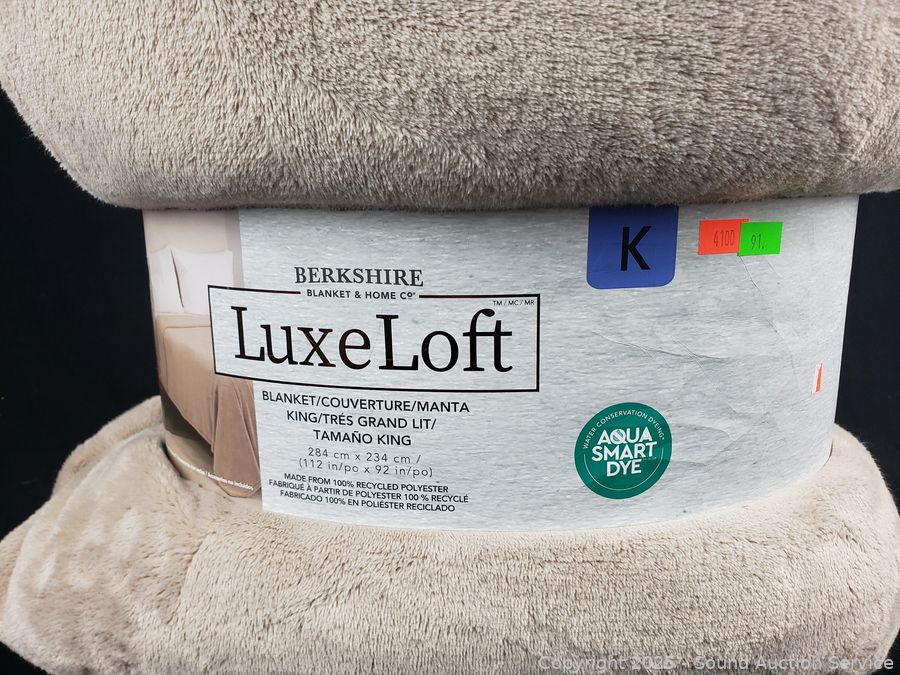 K
4100
91.
BERKSHIRE
BLANKET & HOME Cº®
TM / MC / MR
LuxeLoft
BLANKET/COUVERTURE/MANTA
KING/TRÉS GRAND LIT/
TAMAÑO KING
284 cm x 234 cm /
(112 in/po x 92 in/po)
MADE FROM 100% RECYCLED POLYESTER
FABRIQUÉ À PARTIR DE POLYESTER 100 % RECYCLÉ
FABRICADO 100% EN POLIÉSTER RECICLADO
WATER CONSERVATION DYEING*
AQUA
SMART
DYE
Copyright 2025 - Sound Auction Service